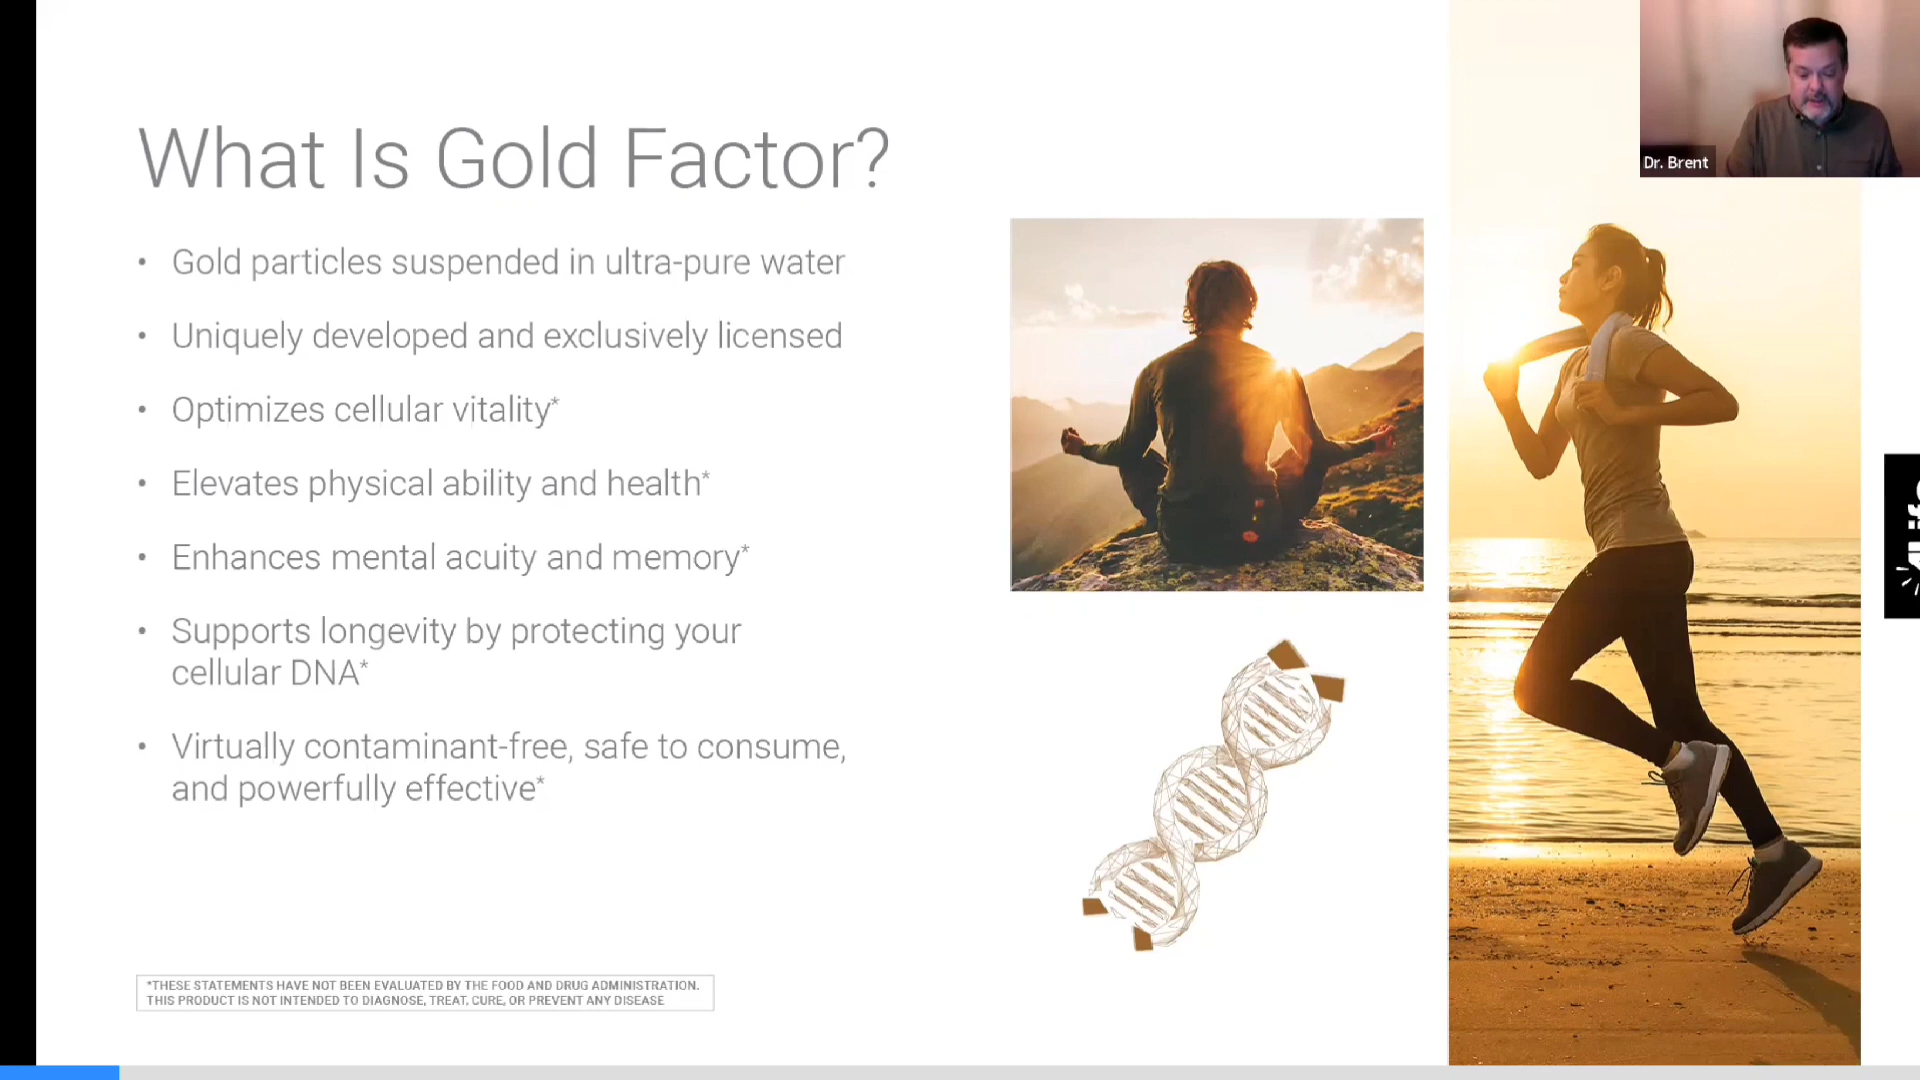 What Is Gold Factor?
• Gold particles suspended in ultra-pure water
• Uniquely developed and exclusively licensed
• Optimizes cellular vitality*
• Elevates physical ability and health*
• Enhances mental acuity and memory*
• Supports longevity by protecting your
cellular DNA*
• Virtually contaminant-free, safe to consume,
and powerfully effective*
*THESE STATEMENTS HAVE NOT BEEN EVALUATED BY THE FOOD AND DRUG ADMINISTRATION.
THIS PRODUCT IS NOT INTENDED TO DIAGNOSE, TREAT, CURE, OR PREVENT ANY DISEASE
Dr. Brent